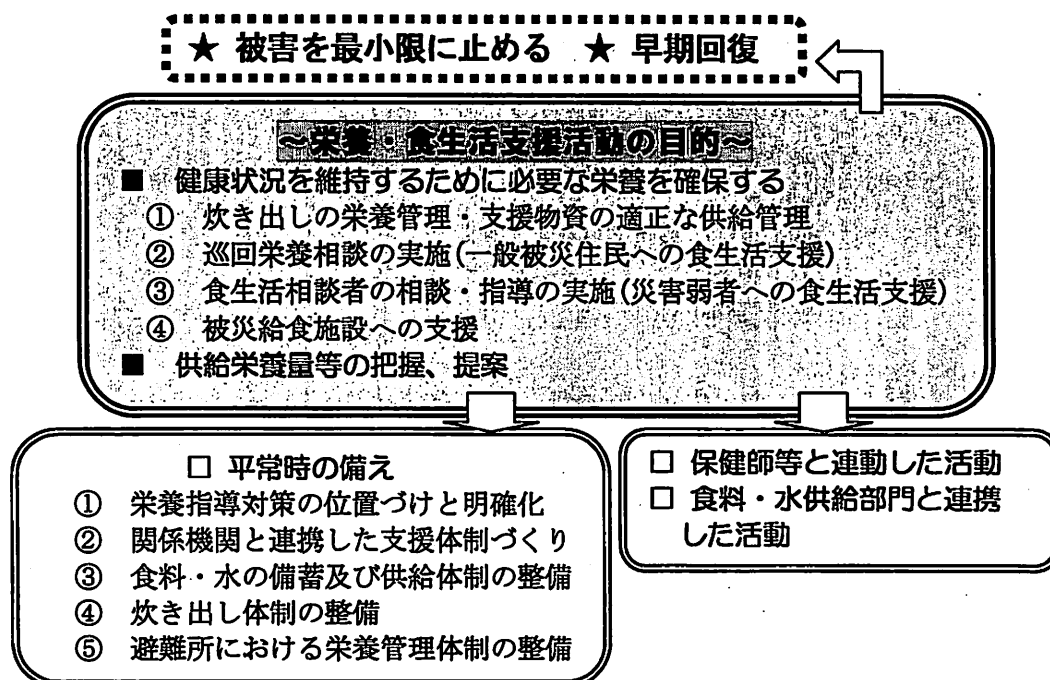 ★ 被害を最小限に止める ★ 早期回復
～栄養・食生活支援活動の目的～
■ 健康状況を維持するために必要な栄養を確保する
① 炊き出しの栄養管理・支援物資の適正な供給管理
② 巡回栄養相談の実施(一般被災住民への食生活支援)
③ 食生活相談者の相談・指導の実施(災害弱者への食生活支援)
④ 被災給食施設への支援
■ 供給栄養量等の把握、提案
□ 平常時の備え
① 栄養指導対策の位置づけと明確化
② 関係機関と連携した支援体制づくり
③ 食料・水の備蓄及び供給体制の整備
④ 炊き出し体制の整備
⑤ 避難所における栄養管理体制の整備
□ 保健師等と連動した活動
□ 食料・水供給部門と連携
した活動